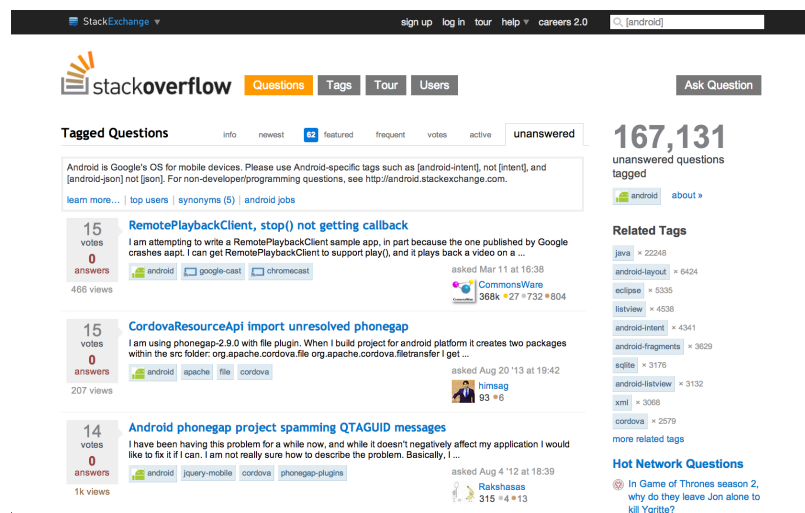 StackExchange
sign up log in tour help careers 2.0 [android]
stackoverflow Questions Tags Tour Users Ask Question
Tagged Questions info newest 62 featured frequent votes active unanswered
Android is Google's OS for mobile devices. Please use Android-specific tags such as [android-intent], not [intent], and
[android-json] not [json]. For non-developer/programming questions, see http://android.stackexchange.com.
learn more... | top users | synonyms (5) | android jobs
15
votes
0
answers
466 views
RemotePlaybackClient, stop() not getting callback
I am attempting to write a RemotePlaybackClient sample app, in part because the one published by Google
crashes aapt. I can get RemotePlaybackClient to support play(), and it plays back a video on a ...
android google-cast chromecast
asked Mar 11 at 16:38
CommonsWare
368k 27 732 804
15
votes
0
answers
207 views
CordovaResourceApi import unresolved phonegap
I am using phonegap-2.9.0 with file plugin. When I build project for android platform it creates two packages
within the src folder: org.apache.cordova.file org.apache.cordova.filetransfer I get ...
android apache file cordova
asked Aug 20 '13 at 19:42
himsag
93 6
14
votes
0
answers
1k views
Android phonegap project spamming QTAGUID messages
I have been having this problem for a while now, and while it doesn't negatively affect my application I would
like to fix it if I can. I am not really sure how to describe the problem. Basically, I ...
android jquery-mobile cordova phonegap-plugins
asked Aug 4 '12 at 18:39
Rakshasas
315 4 13
167,131
unanswered questions
tagged
android about »
Related Tags
java × 22248
android-layout × 6424
eclipse × 5335
listview × 4538
android-intent × 4341
android-fragments × 3629
sqlite × 3176
android-listview × 3132
xml × 3068
cordova × 2579
more related tags
Hot Network Questions
In Game of Thrones season 2,
why do they leave Jon alone to
kill Ygritte?